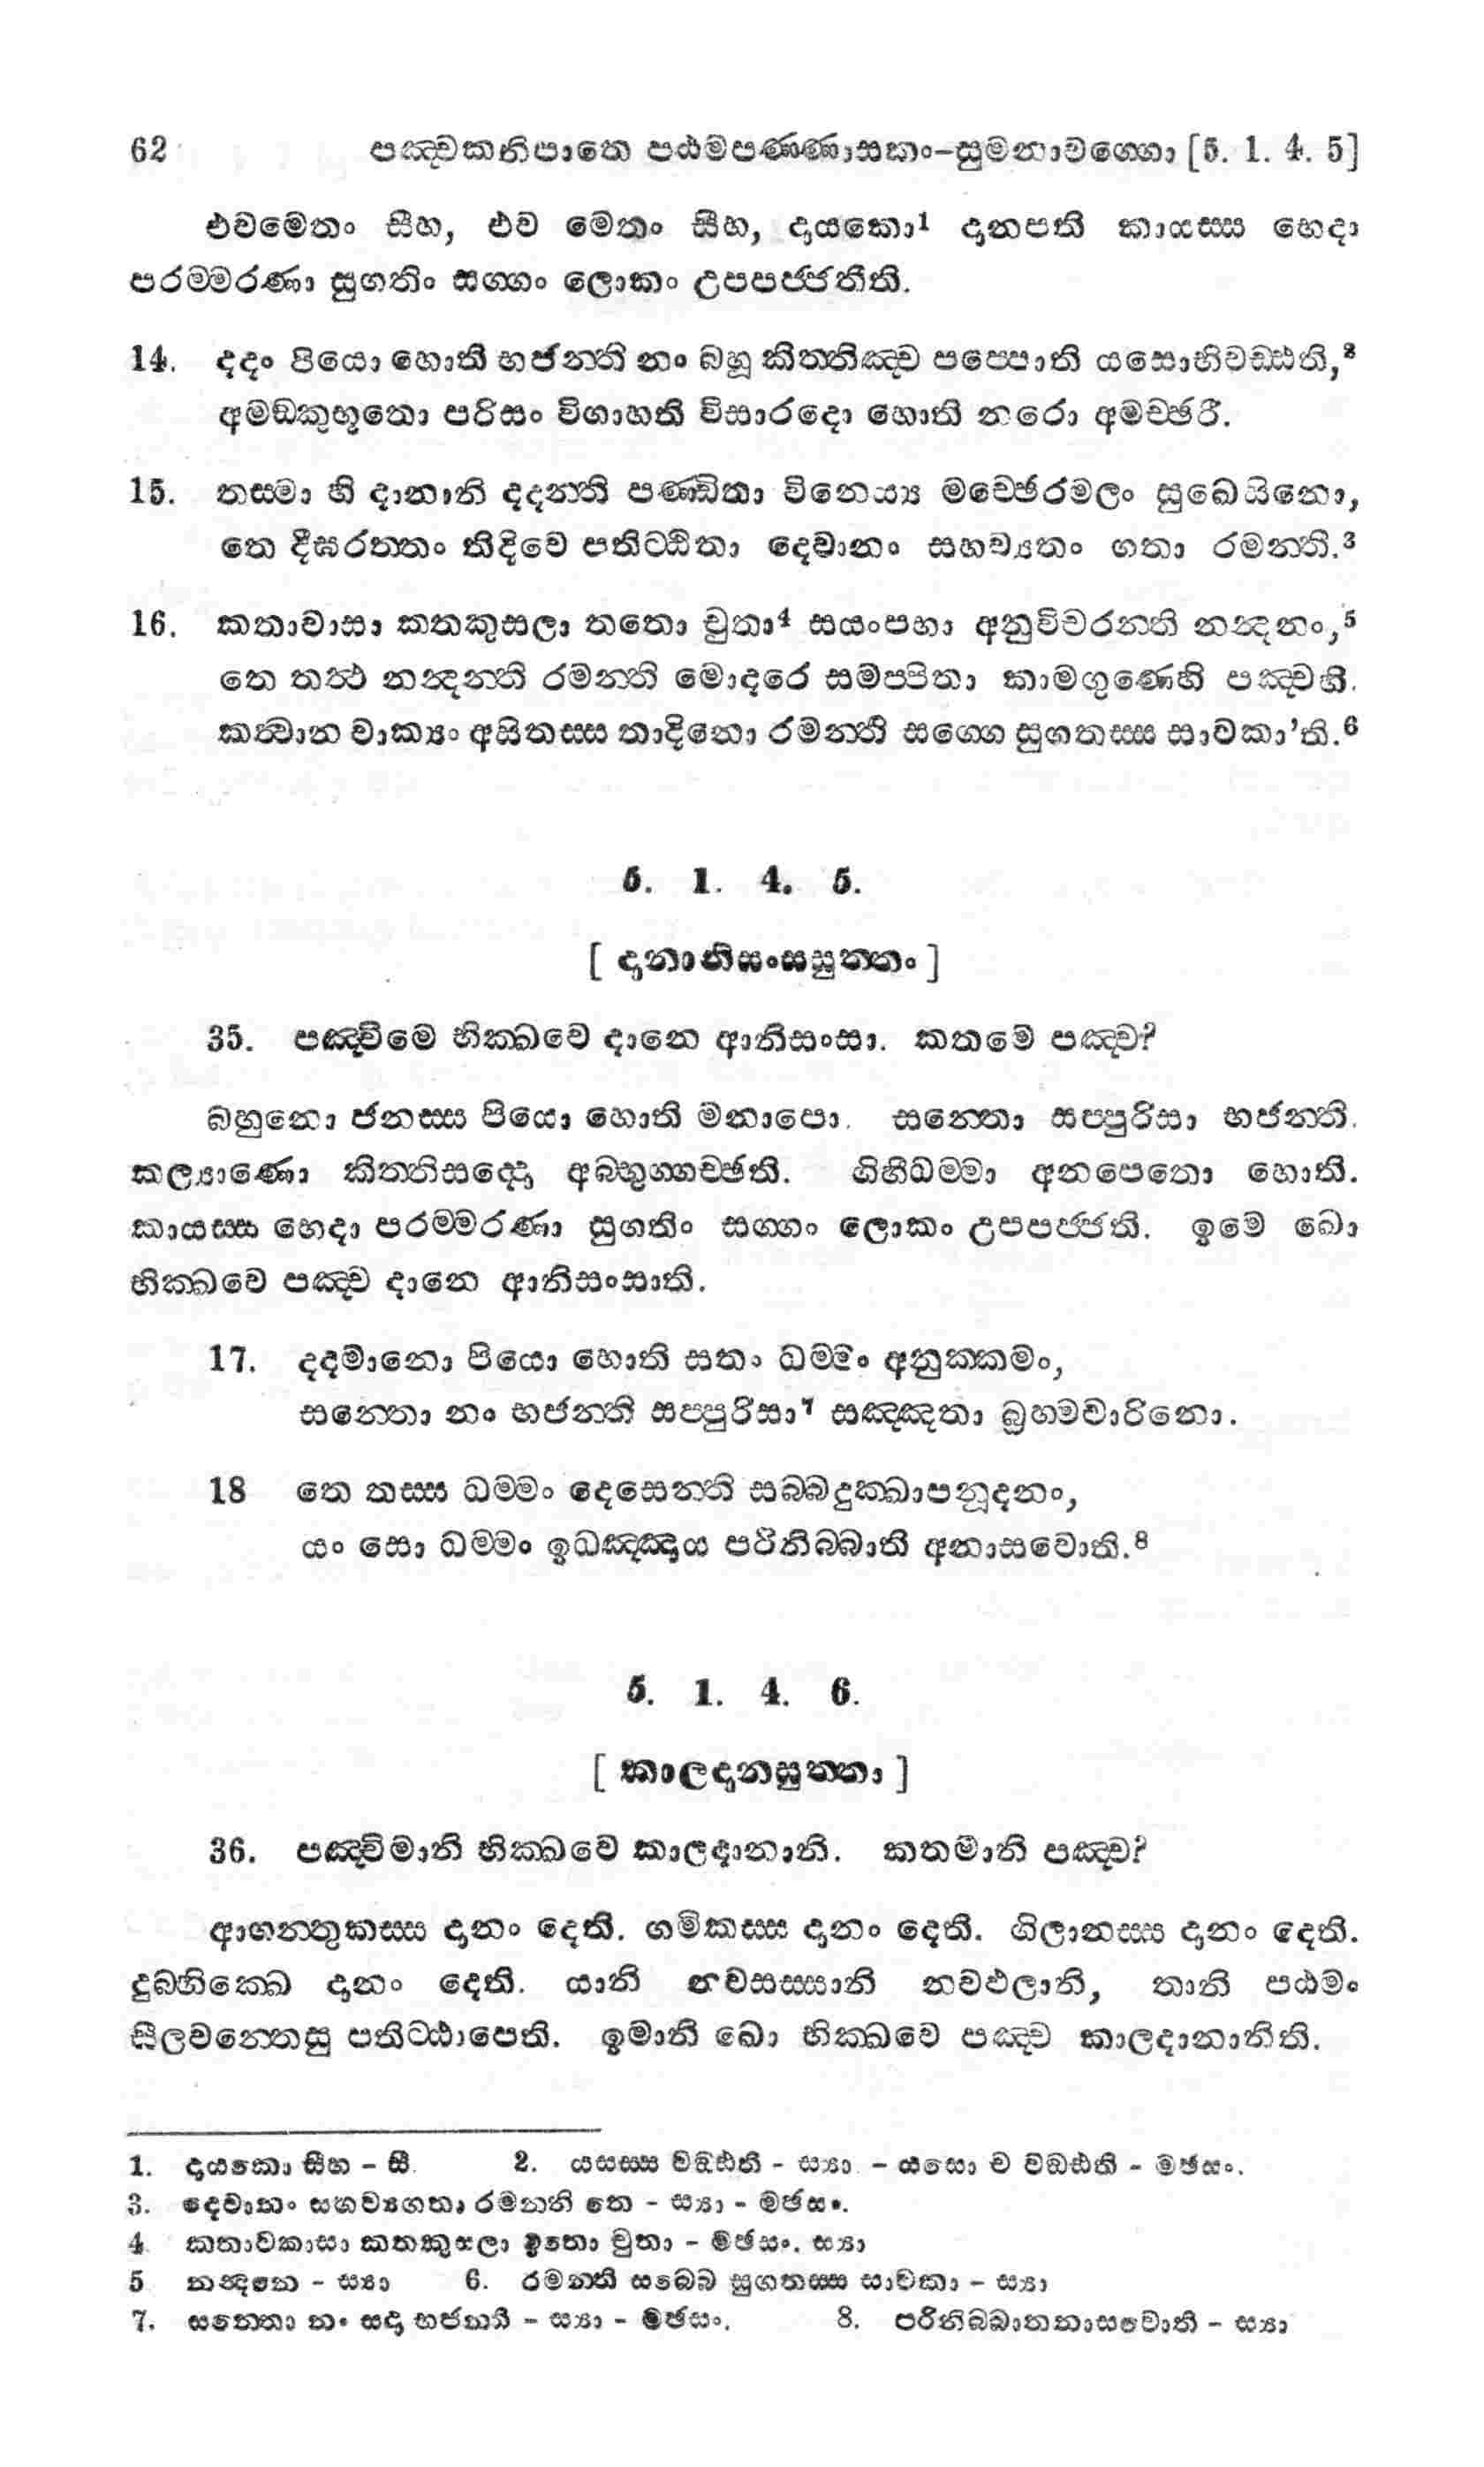 62 පඤ්චකනිපාතෙ පඨමපණ්ණාසකං-සුමනාවග්ගො [5. 1. 4. 5]
එවමෙතං සීහ, එව මෙතං සීහ, දායකො¹ දානපති කායස්ස භෙදා
පරම්මරණා සුගතිං සග්ගං ලොකං උපපජ්ජතීති.
14. දදං පියො හොති භජන්ති නං බහූ කිත්තිඤ්ච පප්පොති යසොභිවඩ්ඪති,²
අමඞ්කුභූතො පරිසං විගාහති විසාරදො හොති නරො අමච්ඡරී.
15. තස්මා හි දානානි දදන්ති පණ්ඩිතා විනෙය්‍ය මච්ඡෙරමලං සුඛෙසිනො,
තෙ දීඝරත්තං තිදිවෙ පතිට්ඨිතා දෙවානං සහව්‍යතං ගතා රමන්ති.³
16. කතාවාසා කතකුසලා තතො චුතා⁴ සයංපභා අනුවිචරන්ති නන්දනං,⁵
තෙ තත්ථ නන්දන්ති රමන්ති මොදරෙ සමප්පිතා කාමගුණෙහි පඤ්චහි.
කත්වාන වාක්‍යං අසිතස්ස තාදිනො රමන්ති සග්ගෙ සුගතස්ස සාවකා'ති.⁶
5. 1. 4. 5.
[ දානානිසංසසුත්තං ]
35. පඤ්චිමෙ භික්ඛවෙ දානෙ ආනිසංසා. කතමෙ පඤ්ච?
බහුනො ජනස්ස පියො හොති මනාපො. සන්තො සප්පුරිසා භජන්ති.
කල්‍යාණො කිත්තිසද්දො අබ්භුග්ගච්ඡති. ගිහීධම්මා අනපෙතො හොති.
කායස්ස භෙදා පරම්මරණා සුගතිං සග්ගං ලොකං උපපජ්ජති. ඉමෙ ඛො
භික්ඛවෙ පඤ්ච දානෙ ආනිසංසාති.
17. දදමානො පියො හොති සතං ධම්මං අනුක්කමං,
සන්තො නං භජන්ති සප්පුරිසා⁷ සඤ්ඤතා බ්‍රහ්මචාරිනො.
18 තෙ තස්ස ධම්මං දෙසෙන්ති සබ්බදුක්ඛාපනූදනං,
යං සො ධම්මං ඉධඤ්ඤාය පරිනිබ්බාති අනාසවොති.⁸
5. 1. 4. 6.
[ කාලදානසුත්තං ]
36. පඤ්චිමානි භික්ඛවෙ කාලදානානි. කතමානි පඤ්ච?
ආගන්තුකස්ස දානං දෙති. ගමිකස්ස දානං දෙති. ගිලානස්ස දානං දෙති.
දුබ්භික්ඛෙ දානං දෙති. යානි නවසස්සානි නවඵලානි, තානි පඨමං
සීලවන්තෙසු පතිට්ඨාපෙති. ඉමානි ඛො භික්ඛවෙ පඤ්ච කාලදානානීති.
1. දායකො සීහ - සී. 2. යසස්ස වඩ්ඪති - ස්‍යා - යසො ච වඩ්ඪති - මඡසං.
3. දෙවානං සහව්‍යගතා රමන්ති තෙ - ස්‍යා - මඡසං.
4 කතාවකාසා කතකුසලා ඉතො චුතා - මඡසං. ස්‍යා
5 නන්දනෙ - ස්‍යා 6. රමන්ති සබ්බෙ සුගතස්ස සාවකා - ස්‍යා
7. සන්තො නං සදා භජන්ති - ස්‍යා - මඡසං. 8. පරිනිබ්බාතනාසවොති - ස්‍යා